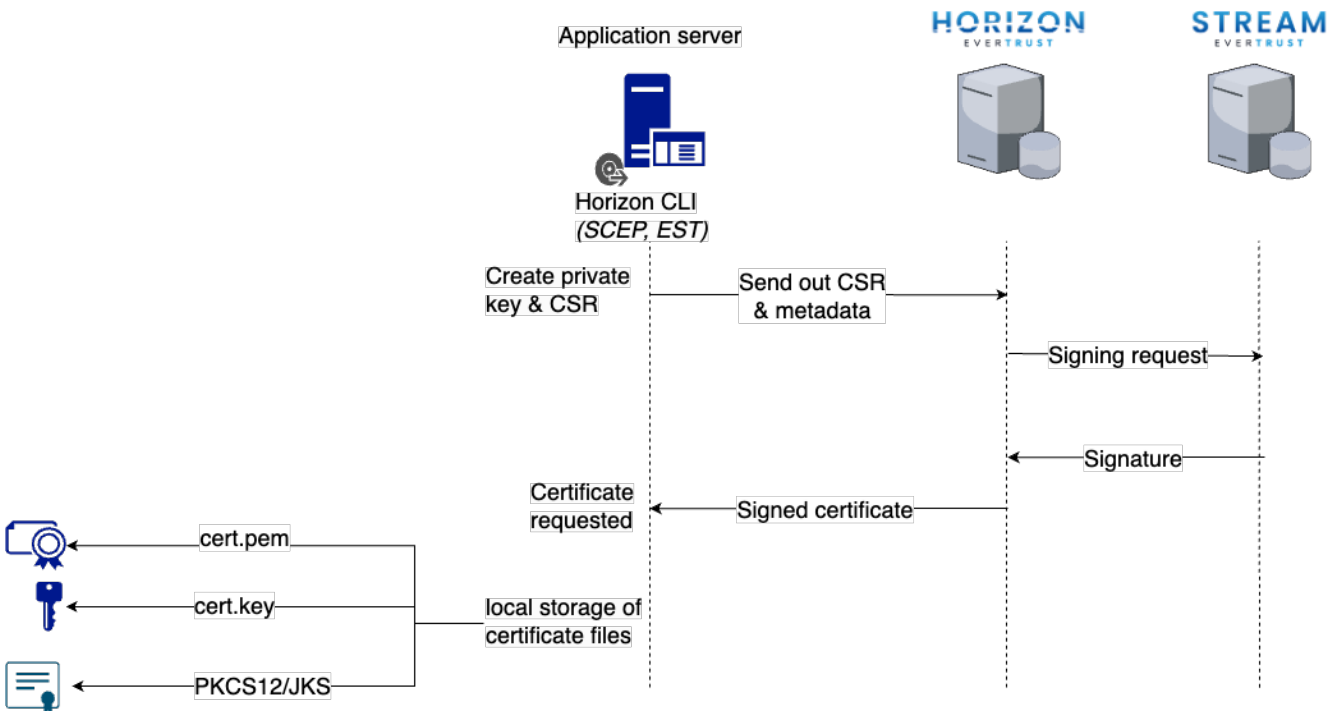 HORIZON
EVERTRUST
STREAM
EVERTRUST
Application server
Horizon CLI
(SCEP, EST)
Create private
key & CSR
Send out CSR
& metadata
Signing request
Signature
Certificate
requested
Signed certificate
cert.pem
cert.key
local storage of
certificate files
PKCS12/JKS